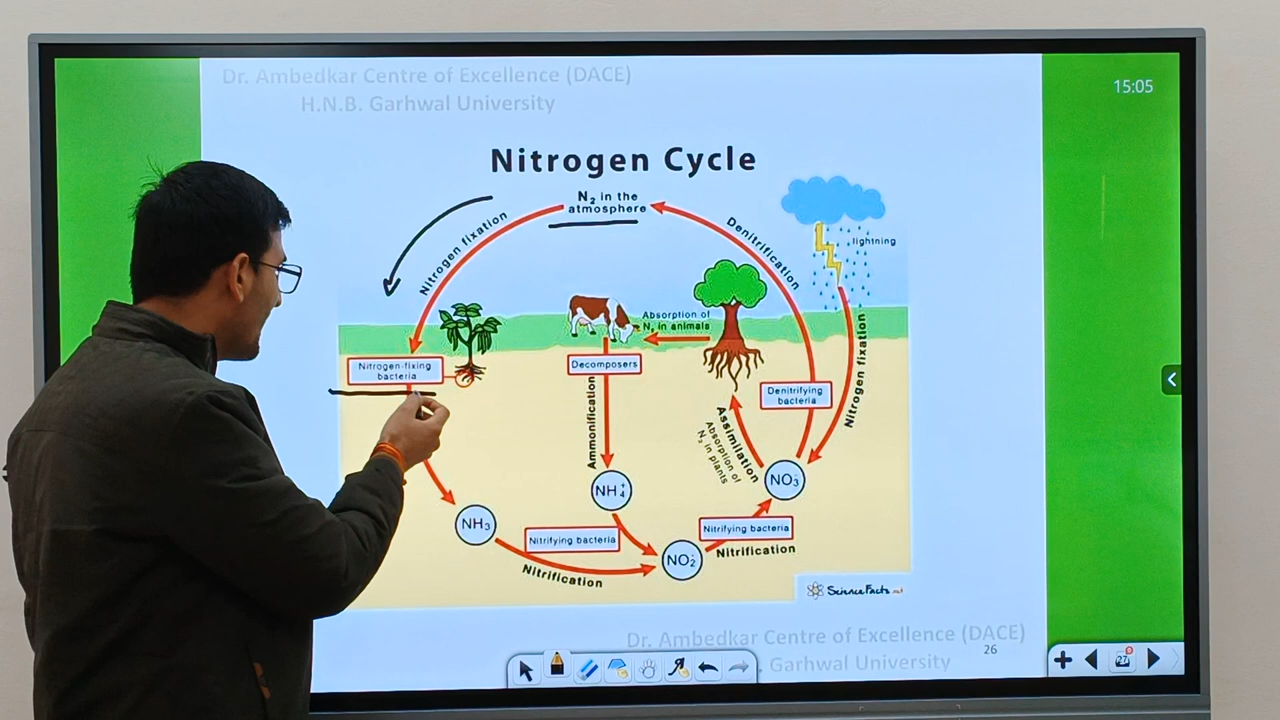 Dr. Ambedkar Centre of Excellence (DACE)
H.N.B. Garhwal University
15:05
Nitrogen Cycle
N₂ in the
atmosphere
Nitrogen fixation
Denitrification
lightning
Absorption of
N₂ in animals
Nitrogen-fixing
bacteria
Decomposers
Denitrifying
bacteria
Nitrogen fixation
Ammonification
Assimilation
Absorption of
N₂ in plants
NH₄⁺
NO₃⁻
NH₃
Nitrifying bacteria
Nitrification
NO₂⁻
Nitrifying bacteria
Nitrification
ScienceFacts.net
Dr. Ambedkar Centre of Excellence (DACE)
Garhwal University
26
27